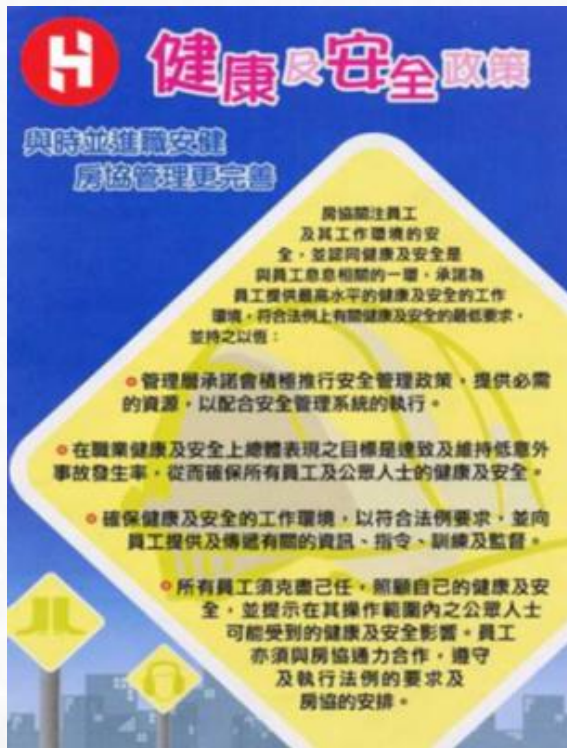 健康及安全政策
與時並進職安健
房協管理更完善
房協關注員工
及其工作環境的安
全，並認同健康及安全是
與員工息息相關的一環，承諾為
員工提供最高水平的健康及安全的工作
環境，符合法例上有關健康及安全的最低要求，
並持之以恆：
管理層承諾會積極推行安全管理政策，提供必需
的資源，以配合安全管理系統的執行。
在職業健康及安全上總體表現之目標是達致及維持低意外
事故發生率，從而確保所有員工及公眾人士的健康及安全。
確保健康及安全的工作環境，以符合法例要求，並向
員工提供及傳遞有關的資訊、指令、訓練及監督。
所有員工須克盡己任，照顧自己的健康及安
全，並提示在其操作範圍內之公眾人士
可能受到的健康及安全影響。員工
亦須與房協通力合作，遵守
及執行法例的要求及
房協的安排。